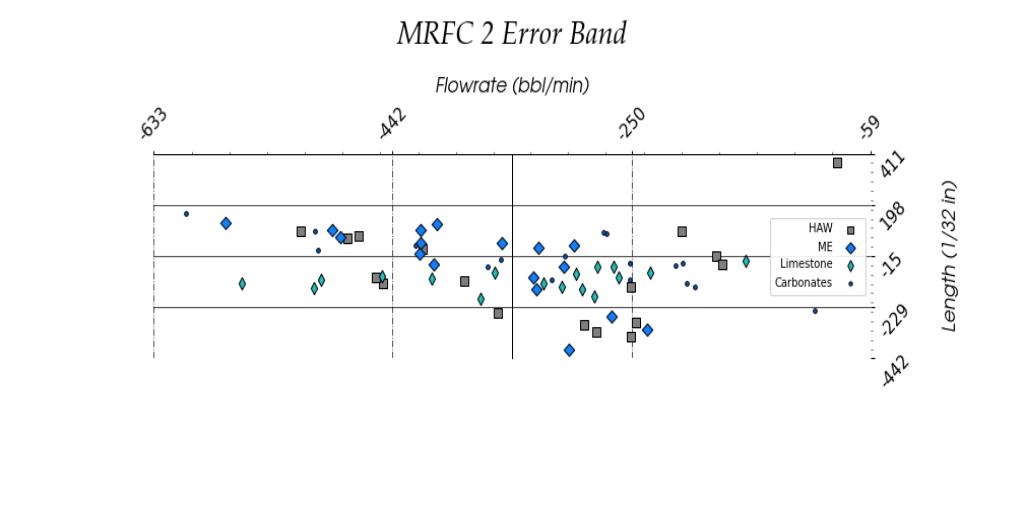 MRFC 2 Error Band
Flowrate (bbl/min)
-633
-442
-250
-59
411
198
-15
-229
-442
Length (1/32 in)
HAW
ME
Limestone
Carbonates